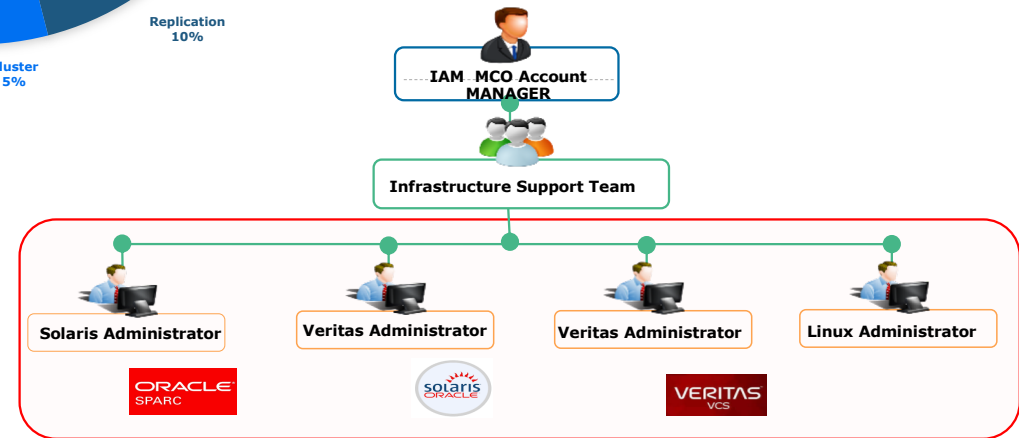 Replication
10%
luster
5%
IAM MCO Account
MANAGER
Infrastructure Support Team
Solaris Administrator
Veritas Administrator
Veritas Administrator
Linux Administrator
ORACLE
SPARC
solaris
ORACLE
VERITAS
VCS